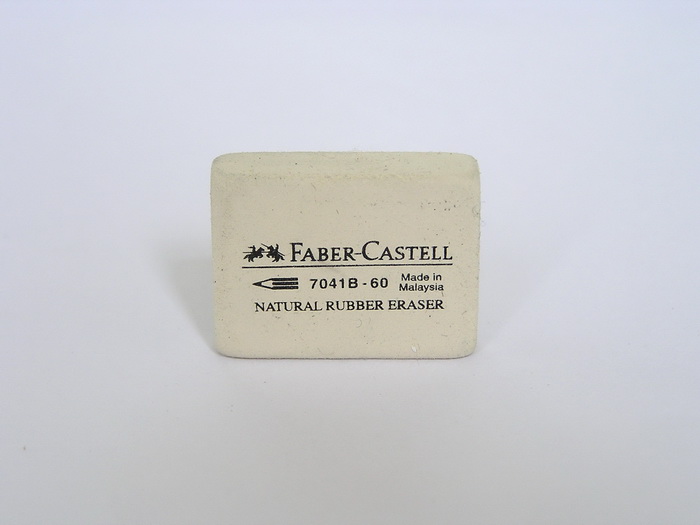 FABER-CASTELL
7041B - 60 Made in
Malaysia
NATURAL RUBBER ERASER